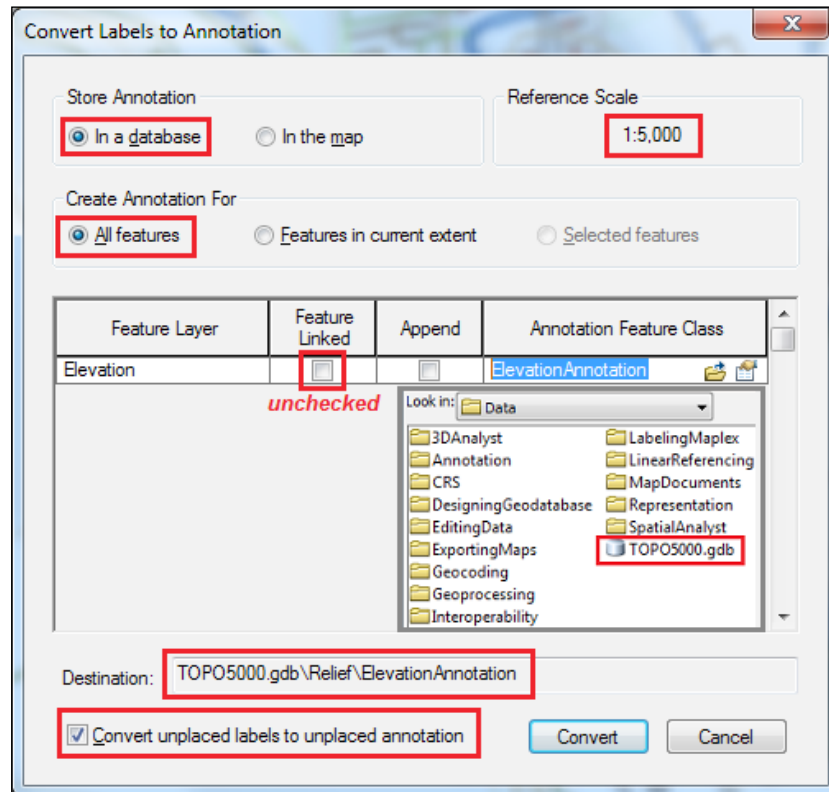 Convert Labels to Annotation
X
Store Annotation
In a database
In the map
Reference Scale
1:5,000
Create Annotation For
All features
Features in current extent
Selected features
Feature Layer
Feature Linked
Append
Annotation Feature Class
Elevation
ElevationAnnotation
unchecked
Look in: Data
3DAnalyst
Annotation
CRS
DesigningGeodatabase
EditingData
ExportingMaps
Geocoding
Geoprocessing
Interoperability
LabelingMaplex
LinearReferencing
MapDocuments
Representation
SpatialAnalyst
TOPO5000.gdb
Destination: TOPO5000.gdb\Relief\ElevationAnnotation
Convert unplaced labels to unplaced annotation
Convert
Cancel